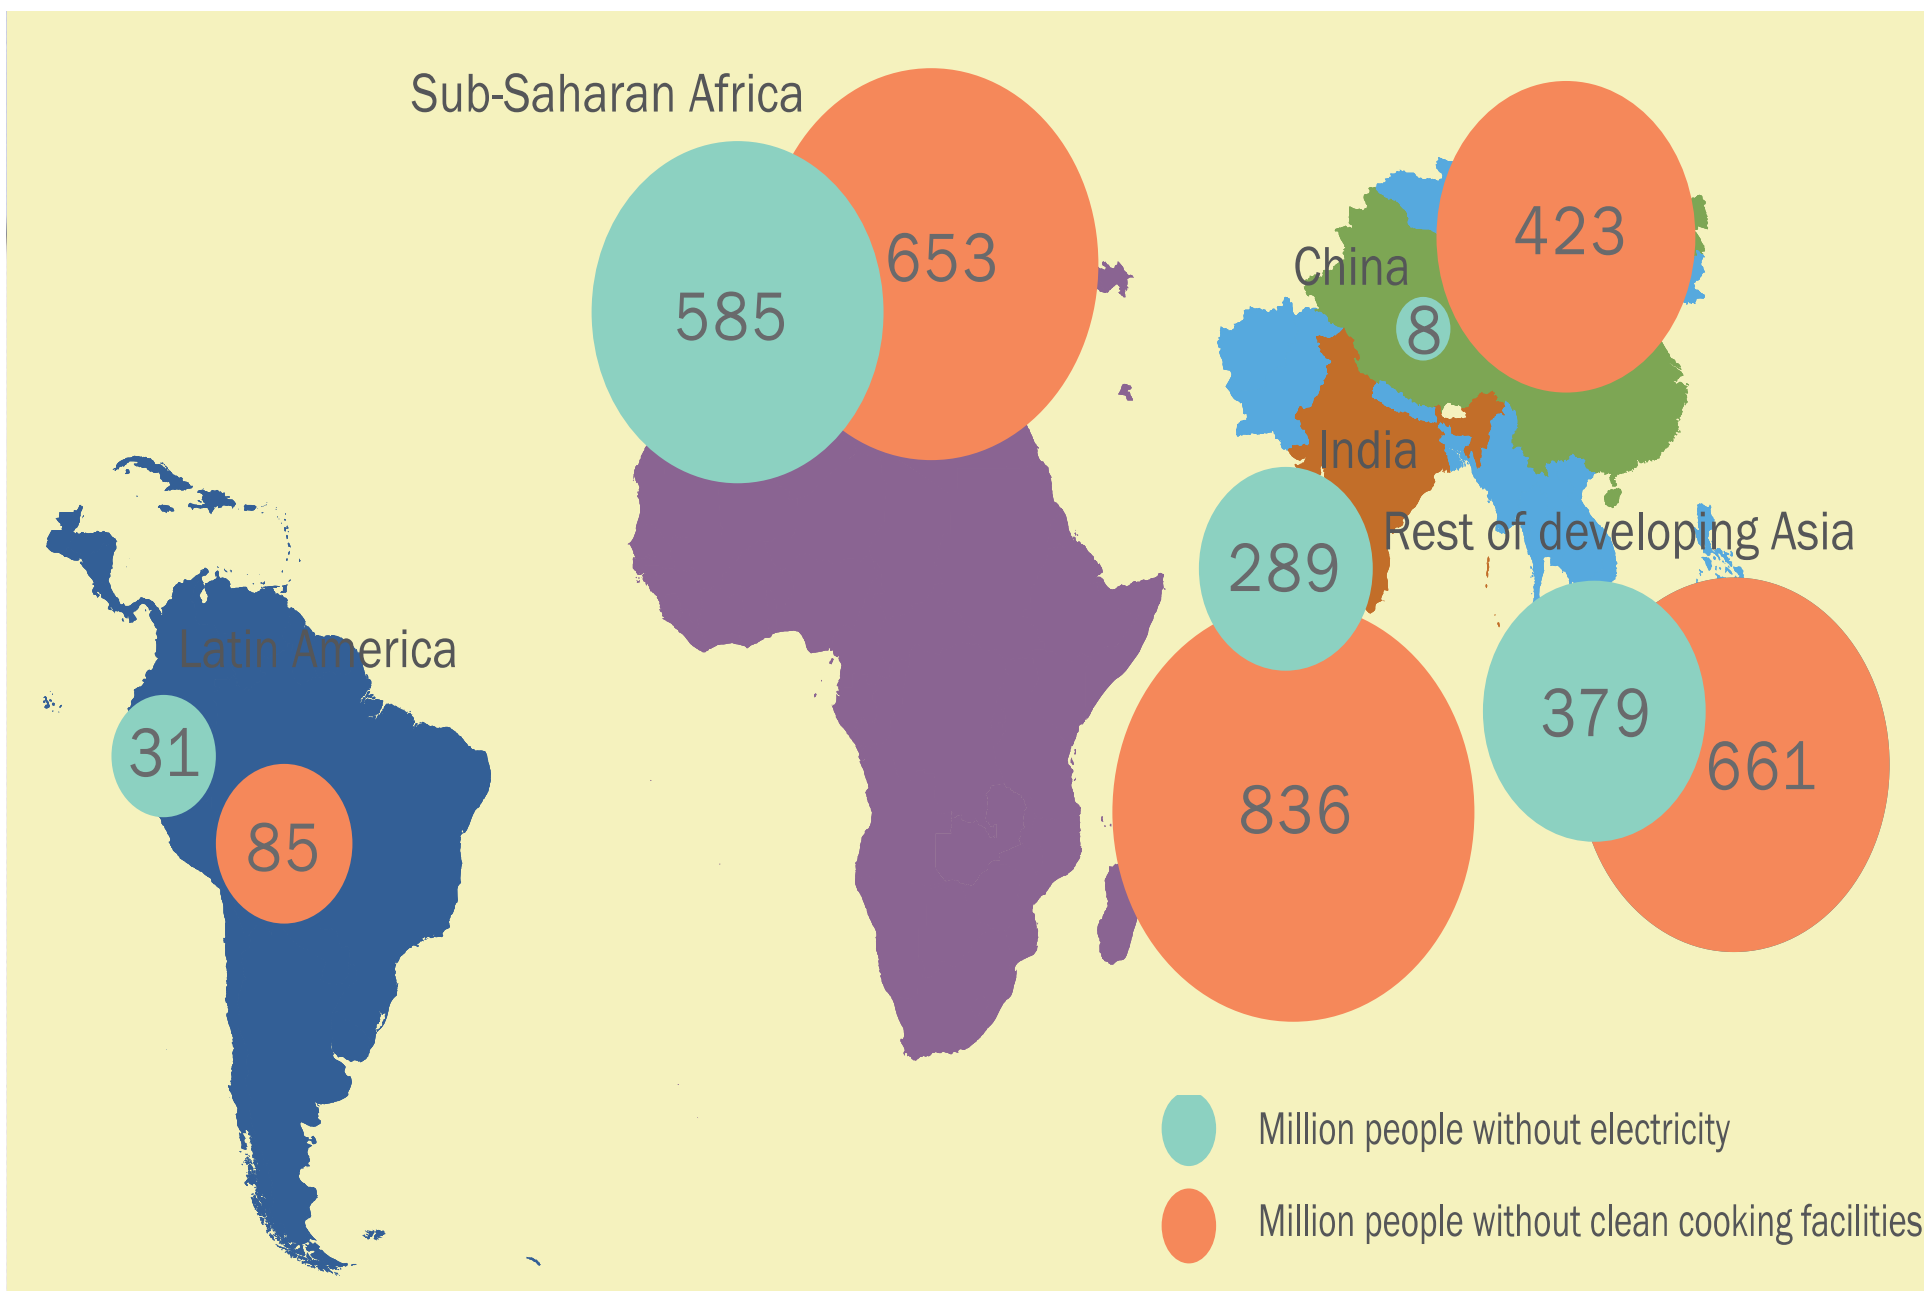 Sub-Saharan Africa
653
585
423
China
8
India
Rest of developing Asia
289
379
661
836
Latin America
31
85
Million people without electricity
Million people without clean cooking facilities